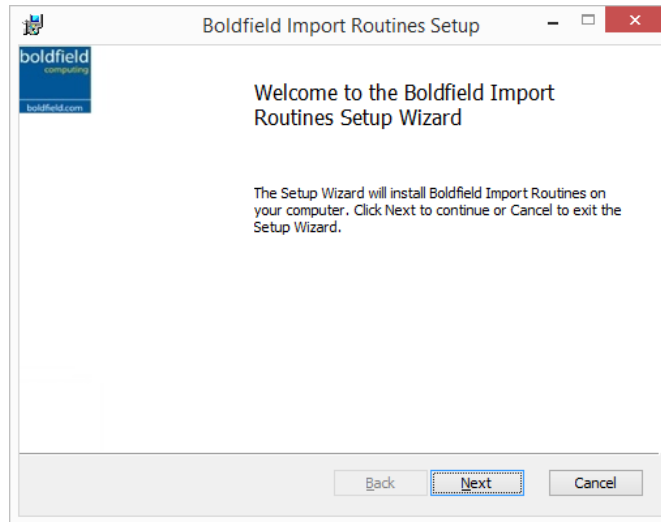 Boldfield Import Routines Setup
boldfield
computing
boldfield.com
Welcome to the Boldfield Import
Routines Setup Wizard
The Setup Wizard will install Boldfield Import Routines on
your computer. Click Next to continue or Cancel to exit the
Setup Wizard.
Back
Next
Cancel